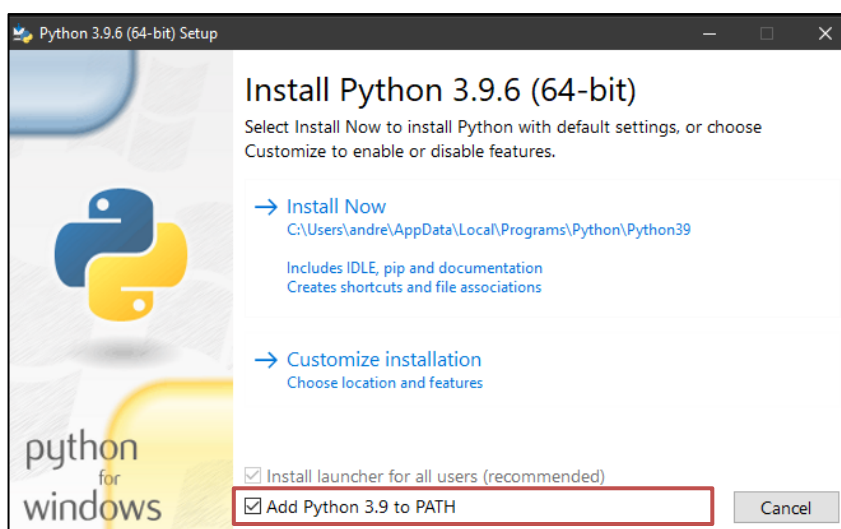 Python 3.9.6 (64-bit) Setup
Install Python 3.9.6 (64-bit)
Select Install Now to install Python with default settings, or choose
Customize to enable or disable features.
Install Now
C:\Users\andre\AppData\Local\Programs\Python\Python39
Includes IDLE, pip and documentation
Creates shortcuts and file associations
Customize installation
Choose location and features
python
for
windows
Install launcher for all users (recommended)
Add Python 3.9 to PATH
Cancel